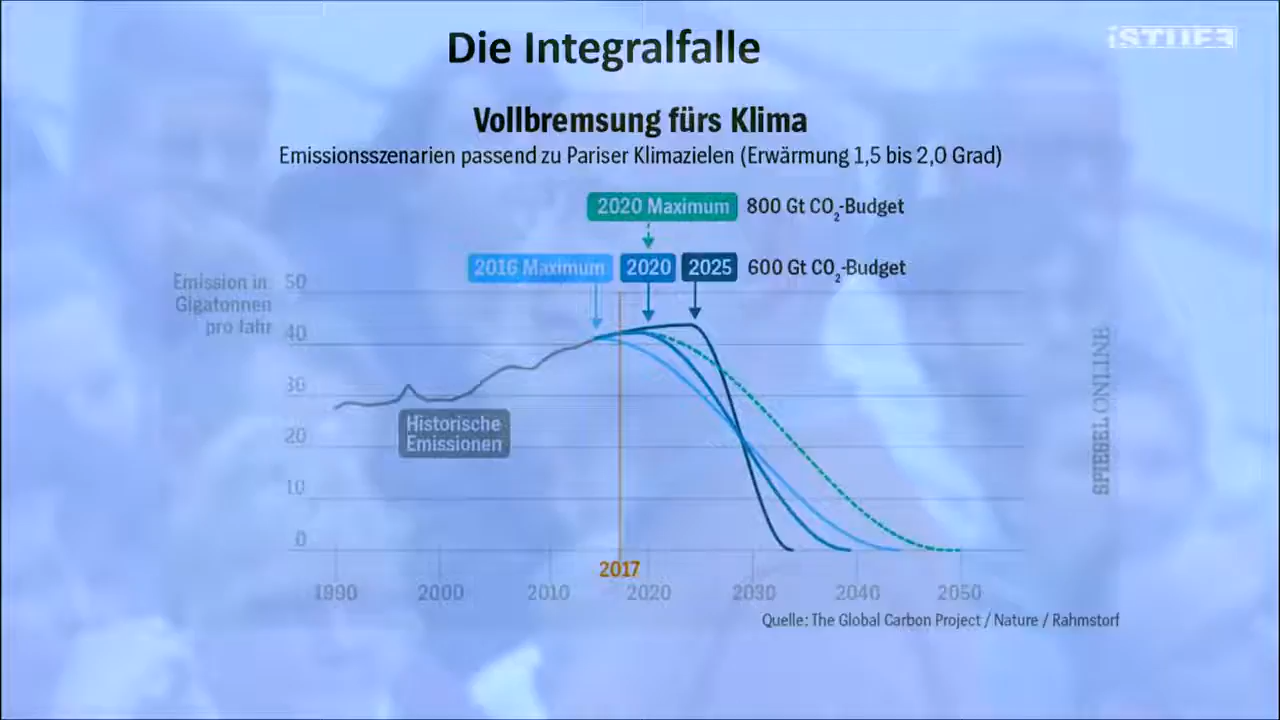 Die Integralfalle
Vollbremsung fürs Klima
Emissionsszenarien passend zu Pariser Klimazielen (Erwärmung 1,5 bis 2,0 Grad)
2020 Maximum 800 Gt CO₂-Budget
2016 Maximum 2020 2025 600 Gt CO₂-Budget
Emission in
Gigatonnen
pro Jahr
50
40
30
20
10
0
Historische
Emissionen
SPIEGEL ONLINE
2017
1990 2000 2010 2020 2030 2040 2050
Quelle: The Global Carbon Project / Nature / Rahmstorf